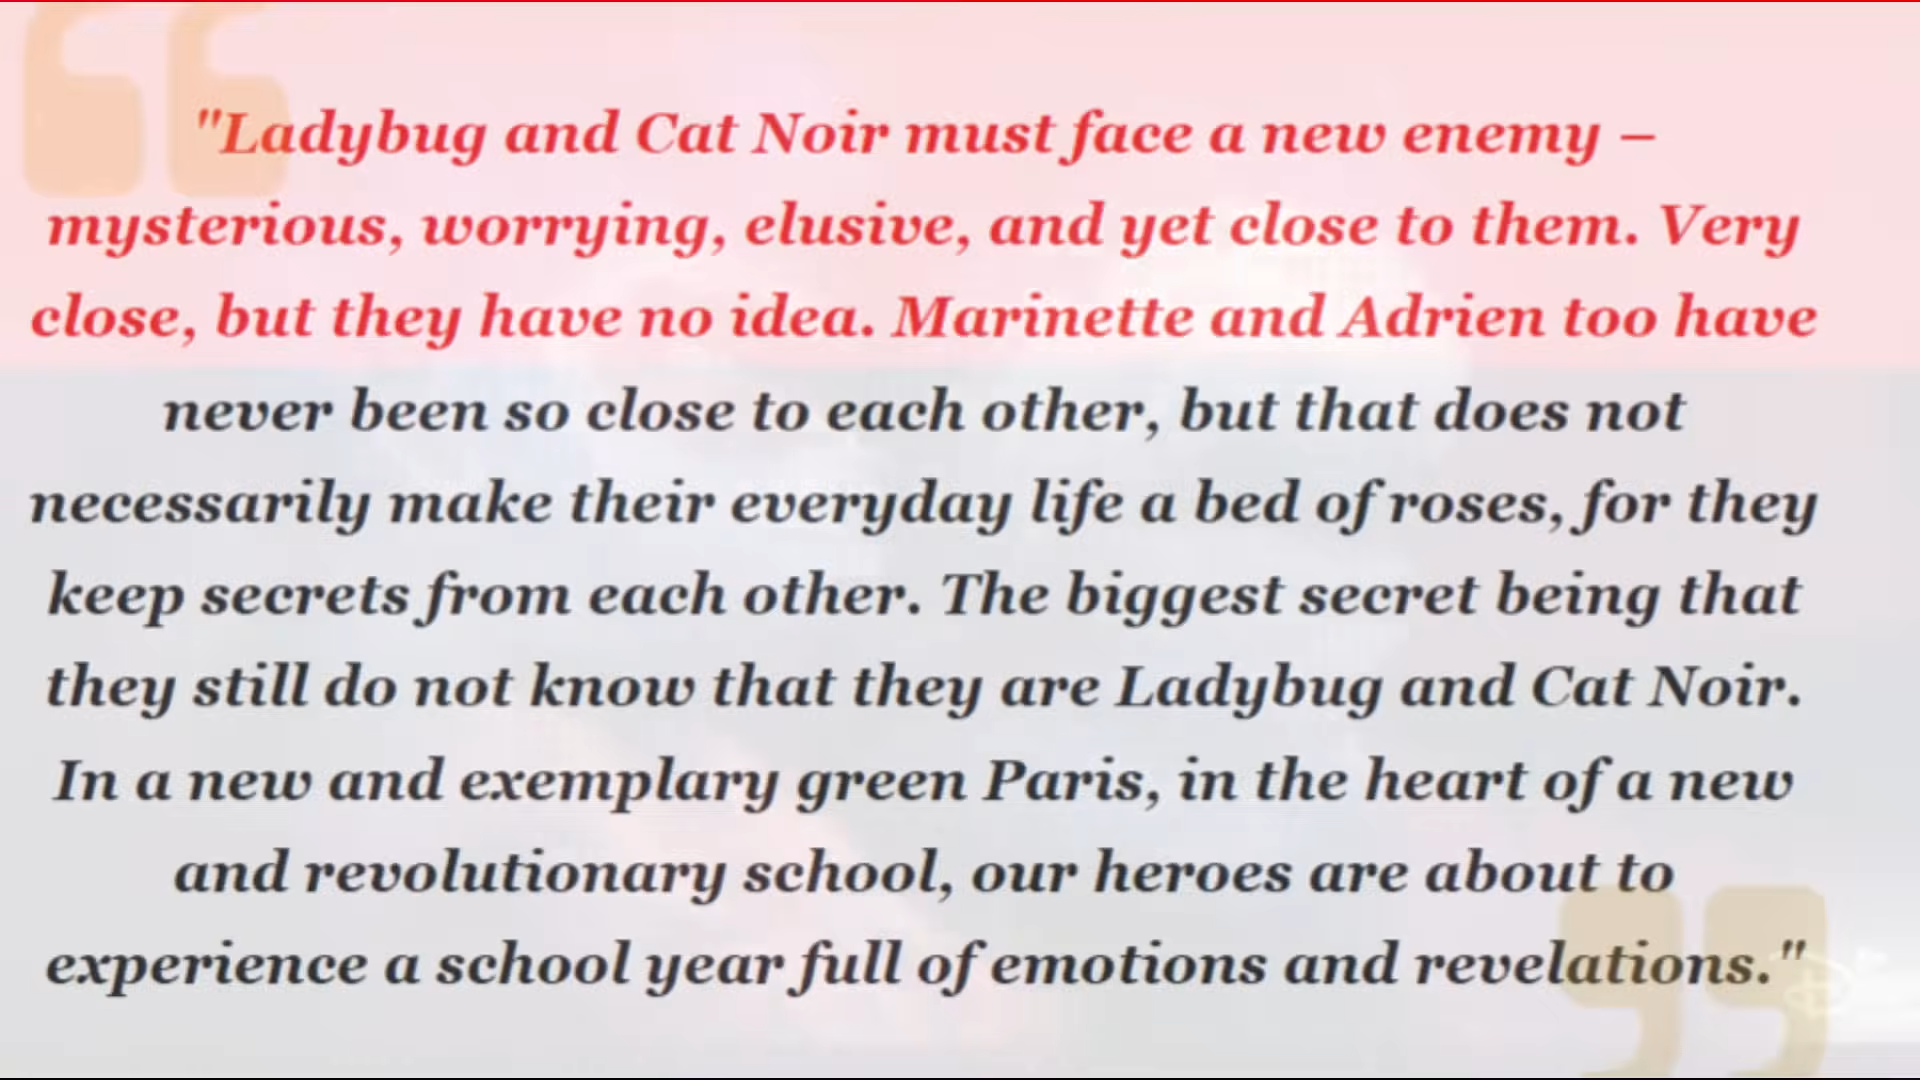 "Ladybug and Cat Noir must face a new enemy –
mysterious, worrying, elusive, and yet close to them. Very
close, but they have no idea. Marinette and Adrien too have
never been so close to each other, but that does not
necessarily make their everyday life a bed of roses, for they
keep secrets from each other. The biggest secret being that
they still do not know that they are Ladybug and Cat Noir.
In a new and exemplary green Paris, in the heart of a new
and revolutionary school, our heroes are about to
experience a school year full of emotions and revelations."